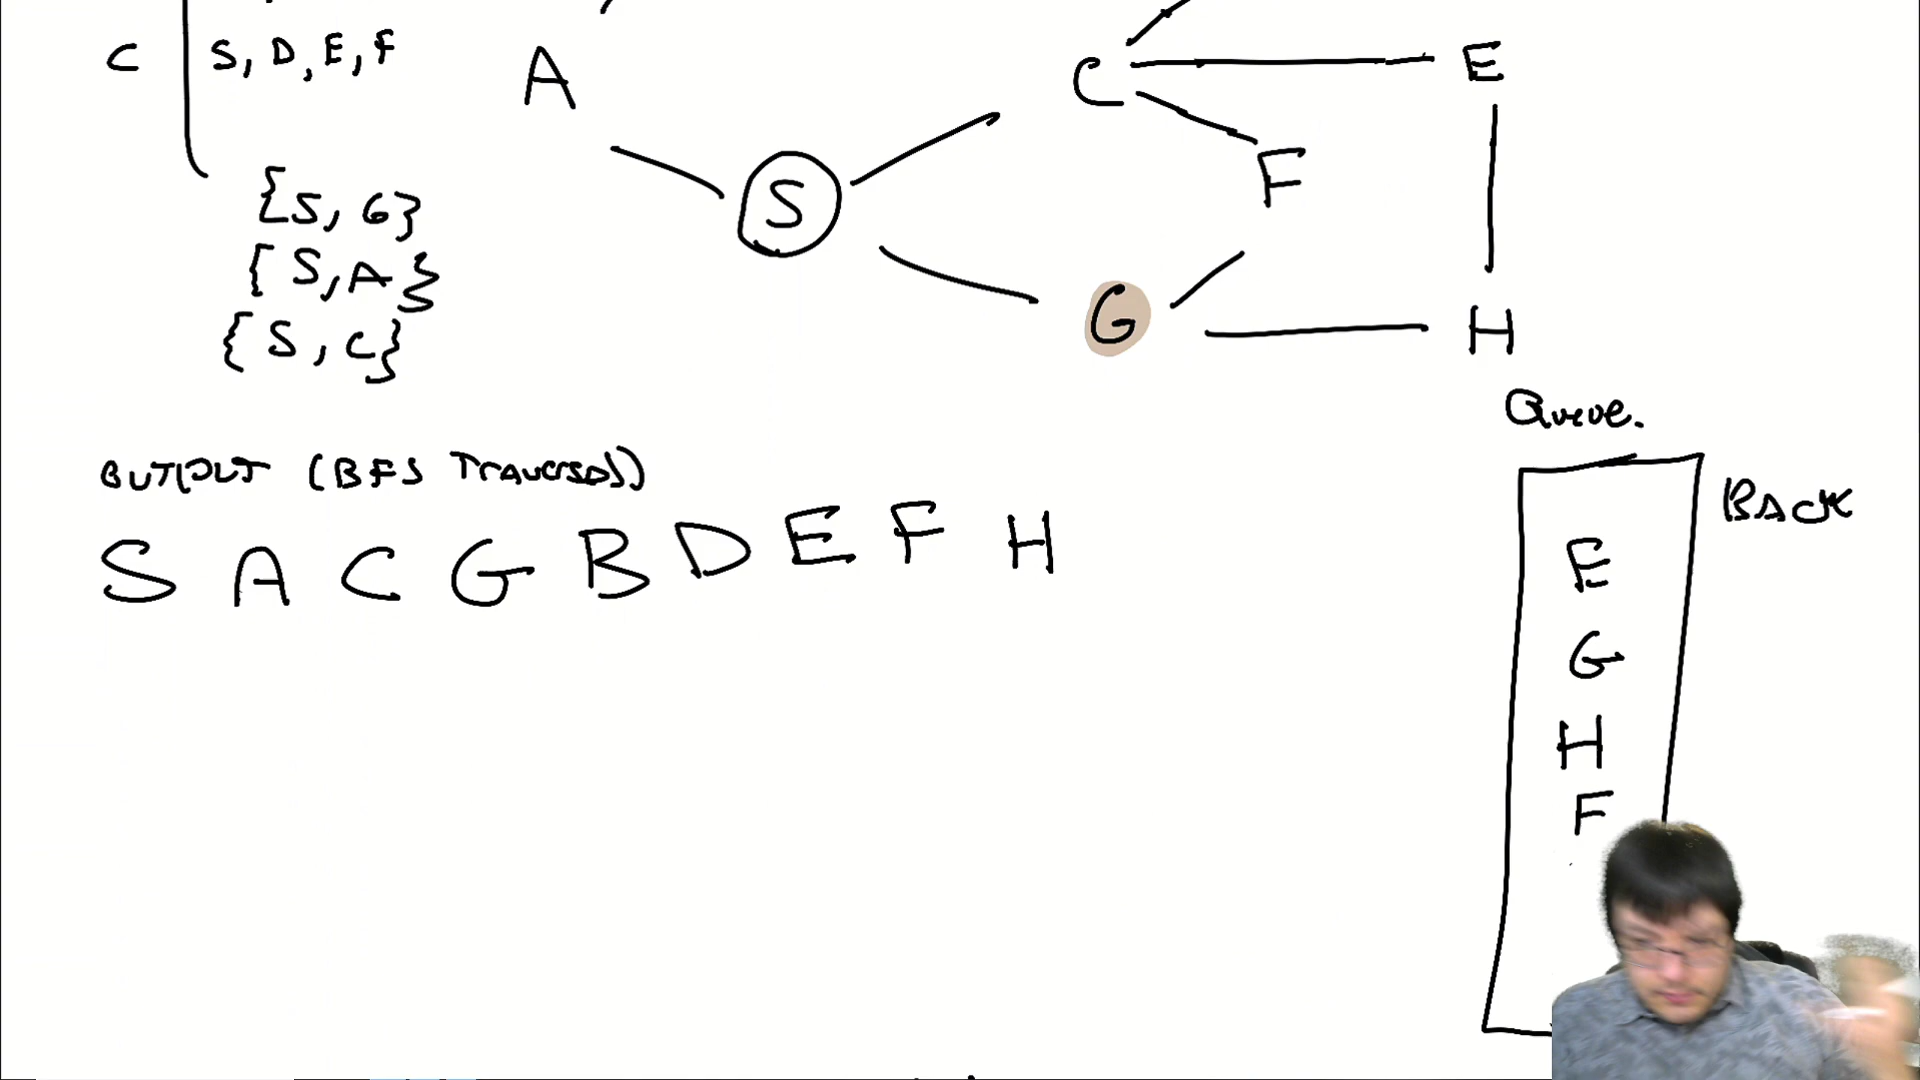 C S, D, E, F
A
C
E
S
F
G
H
{S, G}
{S, A}
{S, C}
OUTPUT (BFS Traversal)
S A C G B D E F H
Queue.
BACK
E
G
H
F